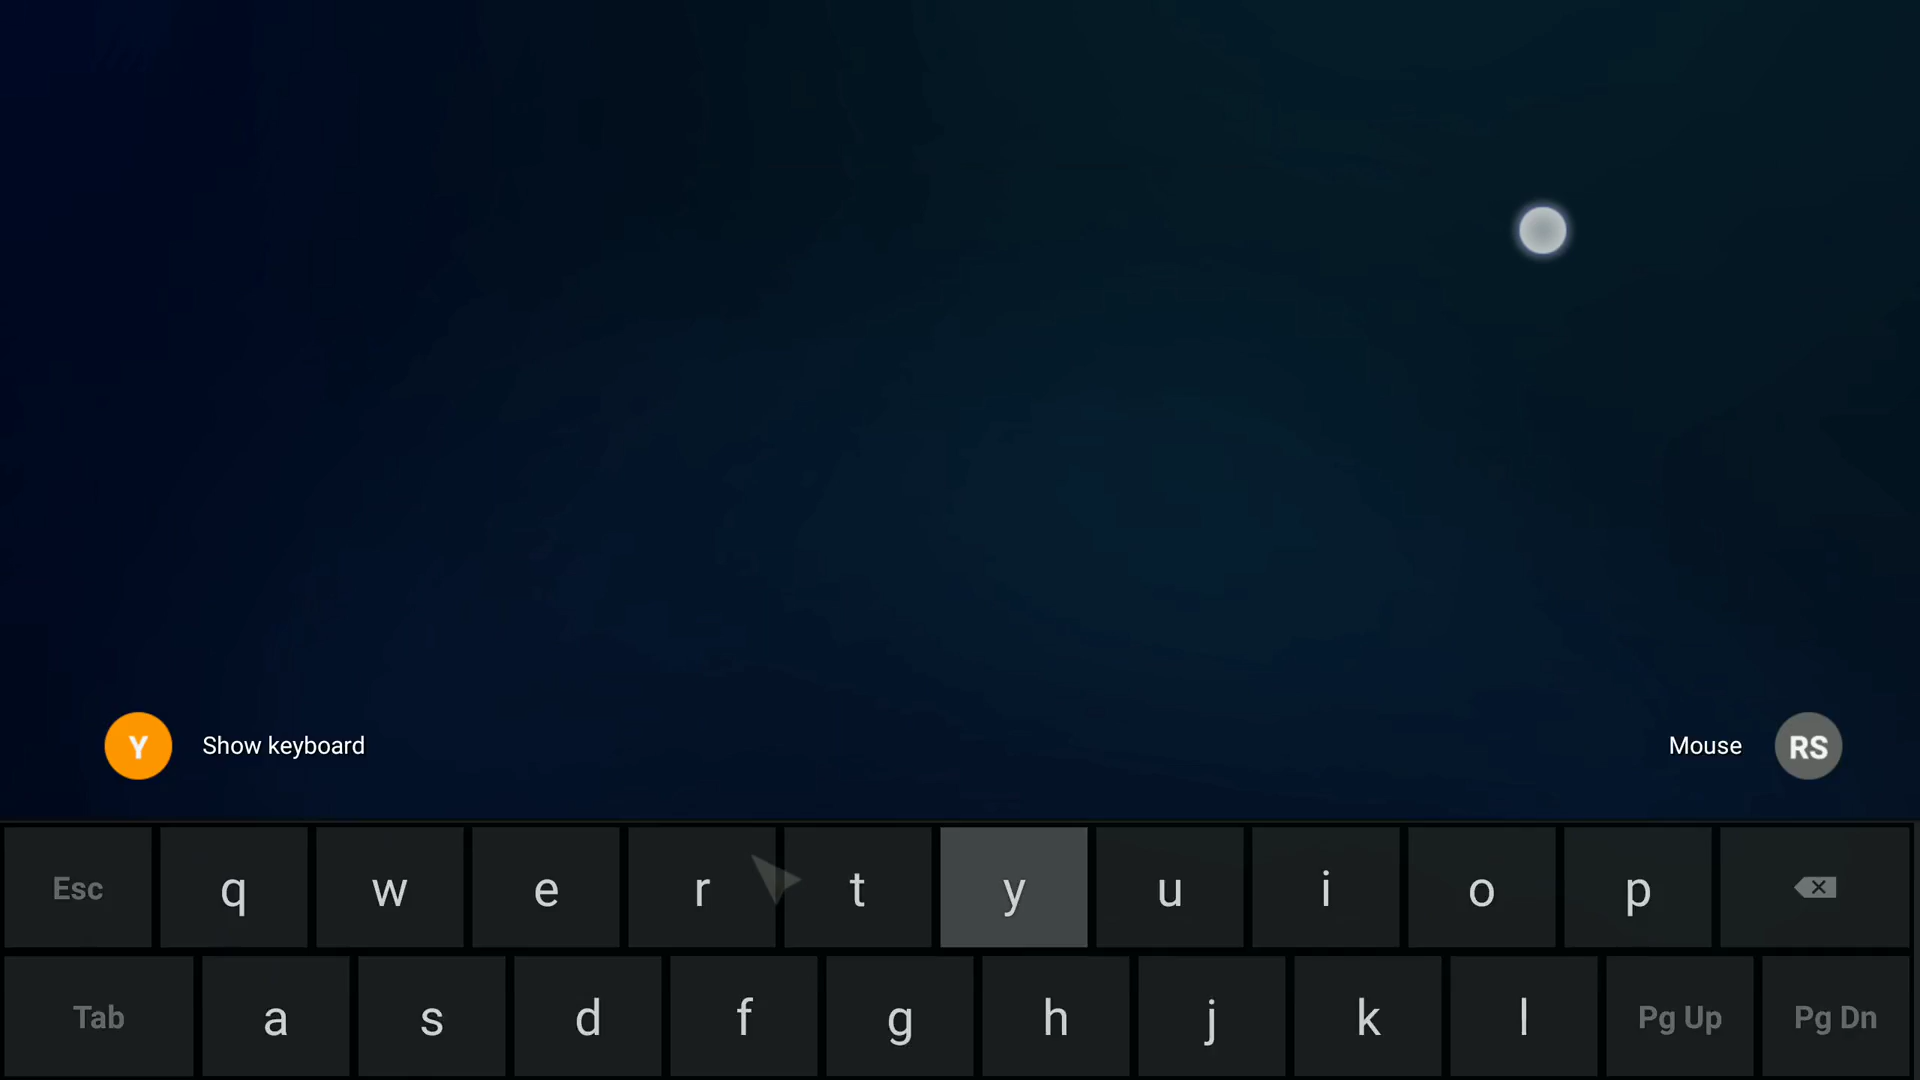 Y Show keyboard Mouse RS
Esc q w e r t y u i o p
Tab a s d f g h j k l Pg Up Pg Dn